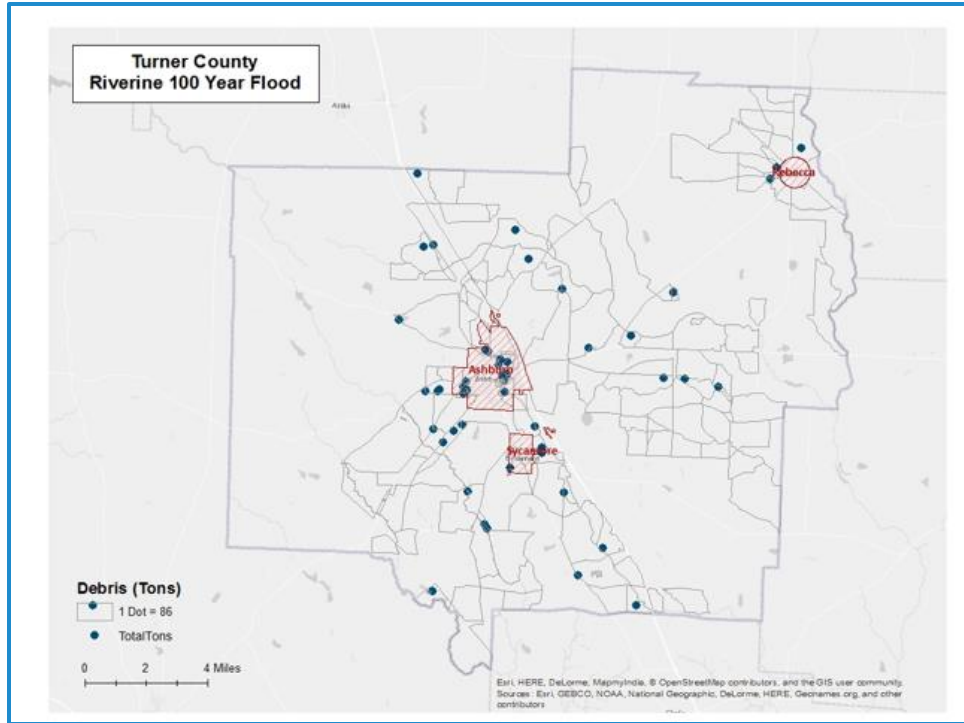 Turner County
Riverine 100 Year Flood
Rebecca
Ashburn
Sycamore
Debris (Tons)
1 Dot = 86
TotalTons
0 2 4 Miles
Esri, HERE, DeLorme, MapmyIndia, © OpenStreetMap contributors, and the GIS user community,
Sources: Esri, GEBCO, NOAA, National Geographic, DeLorme, HERE, Geonames.org, and other
contributors